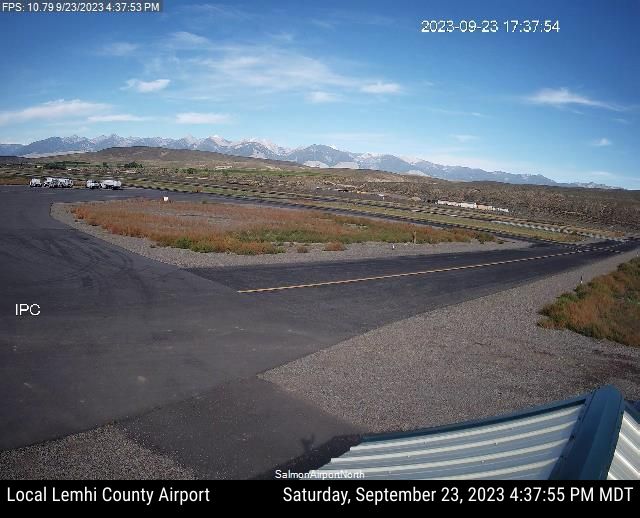 FPS: 10.79 9/23/2023 4:37:53 PM
2023-09-23 17:37:54
IPC
SalmonAirportNorth
Local Lemhi County Airport
Saturday, September 23, 2023 4:37:55 PM MDT